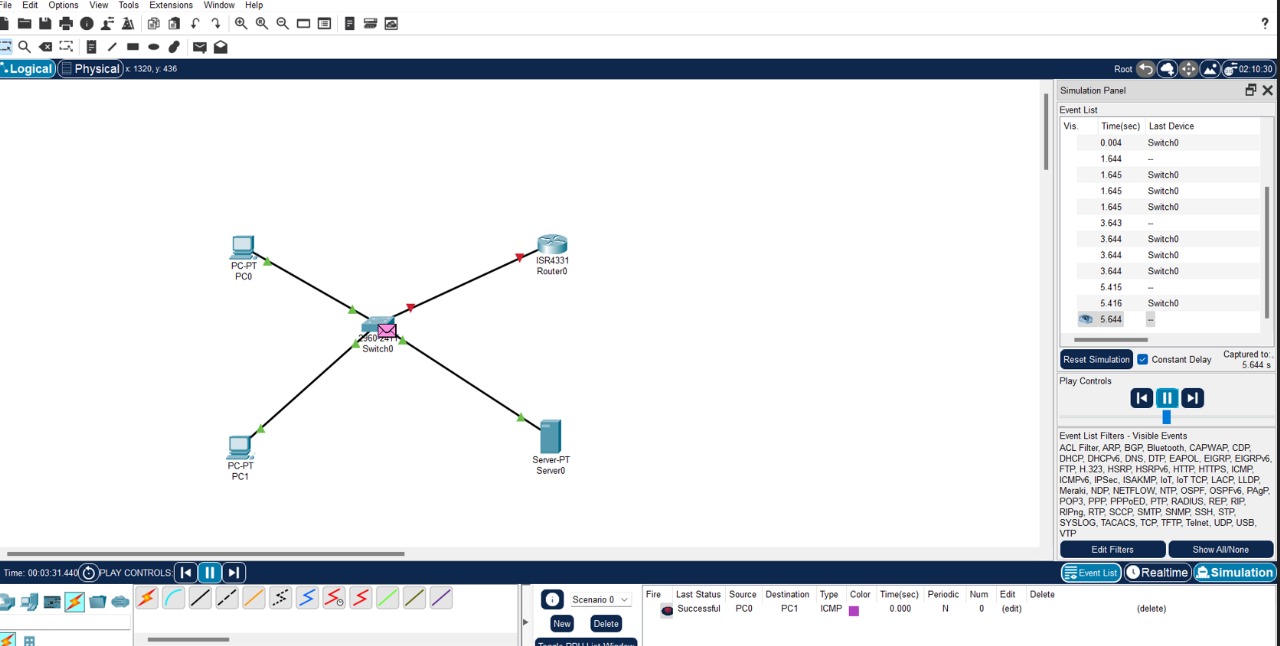 File Edit Options View Tools Extensions Window Help
?
Logical Physical x: 1320, y: 436 Root 02:10:30
Simulation Panel
Event List
Vis. Time(sec) Last Device
0.004 Switch0
1.644 --
1.645 Switch0
1.645 Switch0
1.645 Switch0
3.643 --
3.644 Switch0
3.644 Switch0
3.644 Switch0
5.415 --
5.416 Switch0
5.644 --
Reset Simulation Constant Delay Captured to:
5.644 s
Play Controls
Event List Filters - Visible Events
ACL Filter, ARP, BGP, Bluetooth, CAPWAP, CDP,
DHCP, DHCPv6, DNS, DTP, EAPOL, EIGRP, EIGRPv6,
FTP, H.323, HSRP, HSRPv6, HTTP, HTTPS, ICMP,
ICMPv6, IPSec, ISAKMP, IoT, IoT TCP, LACP, LLDP,
Meraki, NDP, NETFLOW, NTP, OSPF, OSPFv6, PAgP,
POP3, PPP, PPPoED, PTP, RADIUS, REP, RIP,
RIPng, RTP, SCCP, SMTP, SNMP, SSH, STP,
SYSLOG, TACACS, TCP, TFTP, Telnet, UDP, USB,
VTP
Edit Filters Show All/None
PC-PT
PC0
ISR4331
Router0
Switch0
PC-PT
PC1
Server-PT
Server0
Time: 00:03:31.440 PLAY CONTROLS:
Event List Realtime Simulation
Scenario 0
New Delete
Toggle PDU List Window
Fire Last Status Source Destination Type Color Time(sec) Periodic Num Edit Delete
Successful PC0 PC1 ICMP 0.000 N 0 (edit) (delete)